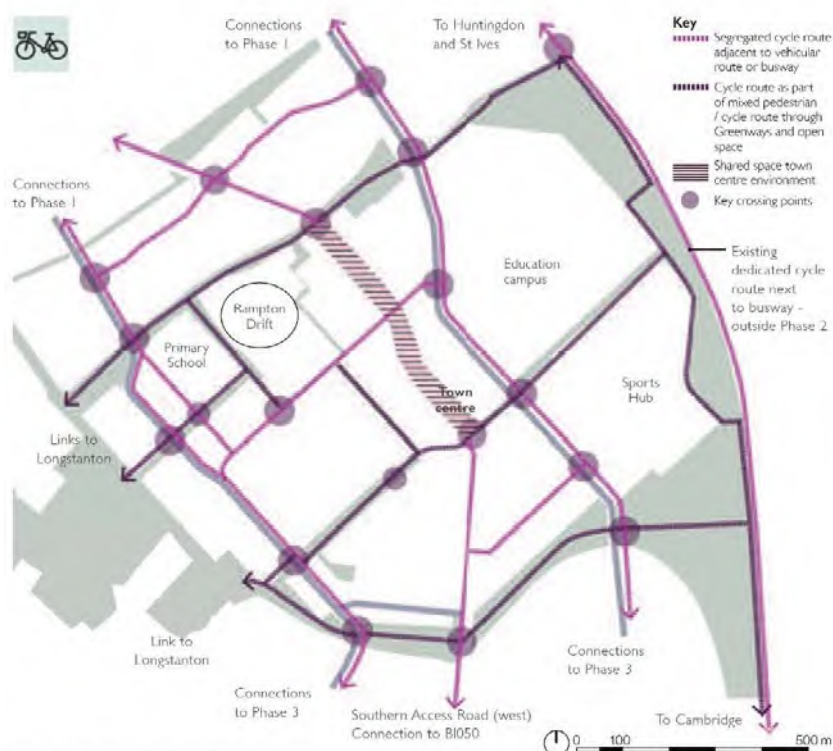 Connections
to Phase 1
To Huntingdon
and St Ives
Key
Segregated cycle route
adjacent to vehicular
route or busway
Cycle route as part
of mixed pedestrian
/ cycle route through
Greenways and open
space
Shared space town
centre environment
Key crossing points
Connections
to Phase 1
Existing
dedicated cycle
route next
to busway -
outside Phase 2
Education
campus
Rampton
Drift
Primary
School
Sports
Hub
Town
centre
Links to
Longstanton
Link to
Longstanton
Connections
to Phase 3
Connections
to Phase 3
Southern Access Road (west)
Connection to B1050
To Cambridge
0 100 500 m